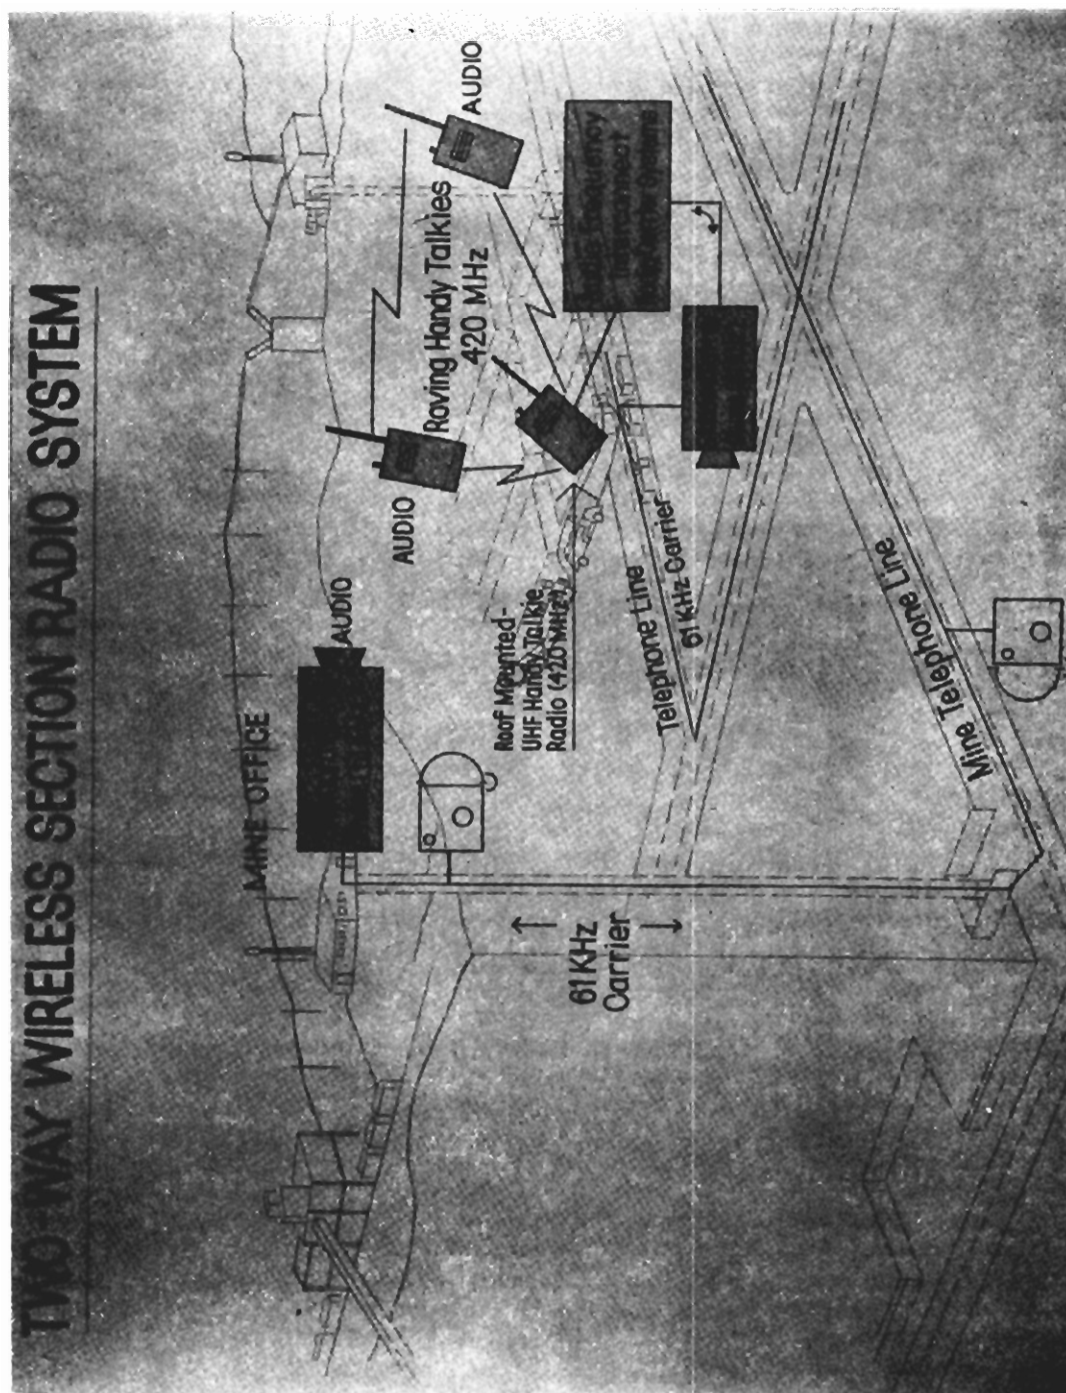 TWO-WAY WIRELESS SECTION RADIO SYSTEM
MINE OFFICE
AUDIO
AUDIO
AUDIO
Roving Handy Talkies
420 MHz
Roof Mounted-
UHF Handy Talkie
Radio (420 MHz)
Frequency
Telephone Line
61 KHz Carrier
Mine Telephone Line
61 KHz
Carrier